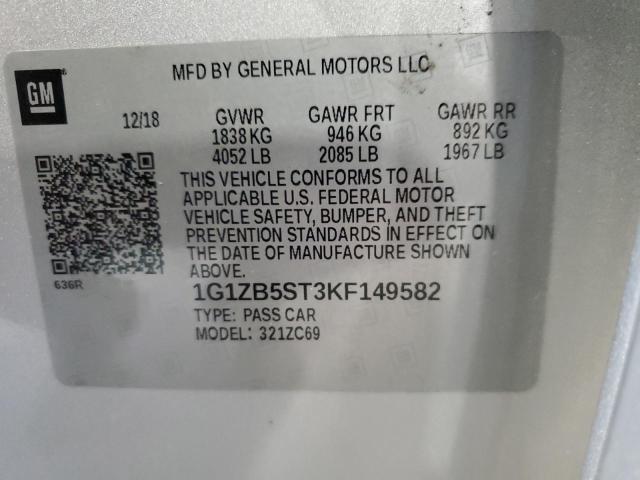 GM
MFD BY GENERAL MOTORS LLC
12/18 GVWR GAWR FRT GAWR RR
1838 KG 946 KG 892 KG
4052 LB 2085 LB 1967 LB
THIS VEHICLE CONFORMS TO ALL
APPLICABLE U.S. FEDERAL MOTOR
VEHICLE SAFETY, BUMPER, AND THEFT
PREVENTION STANDARDS IN EFFECT ON
THE DATE OF MANUFACTURE SHOWN
ABOVE.
636R
1G1ZB5ST3KF149582
TYPE: PASS CAR
MODEL: 321ZC69